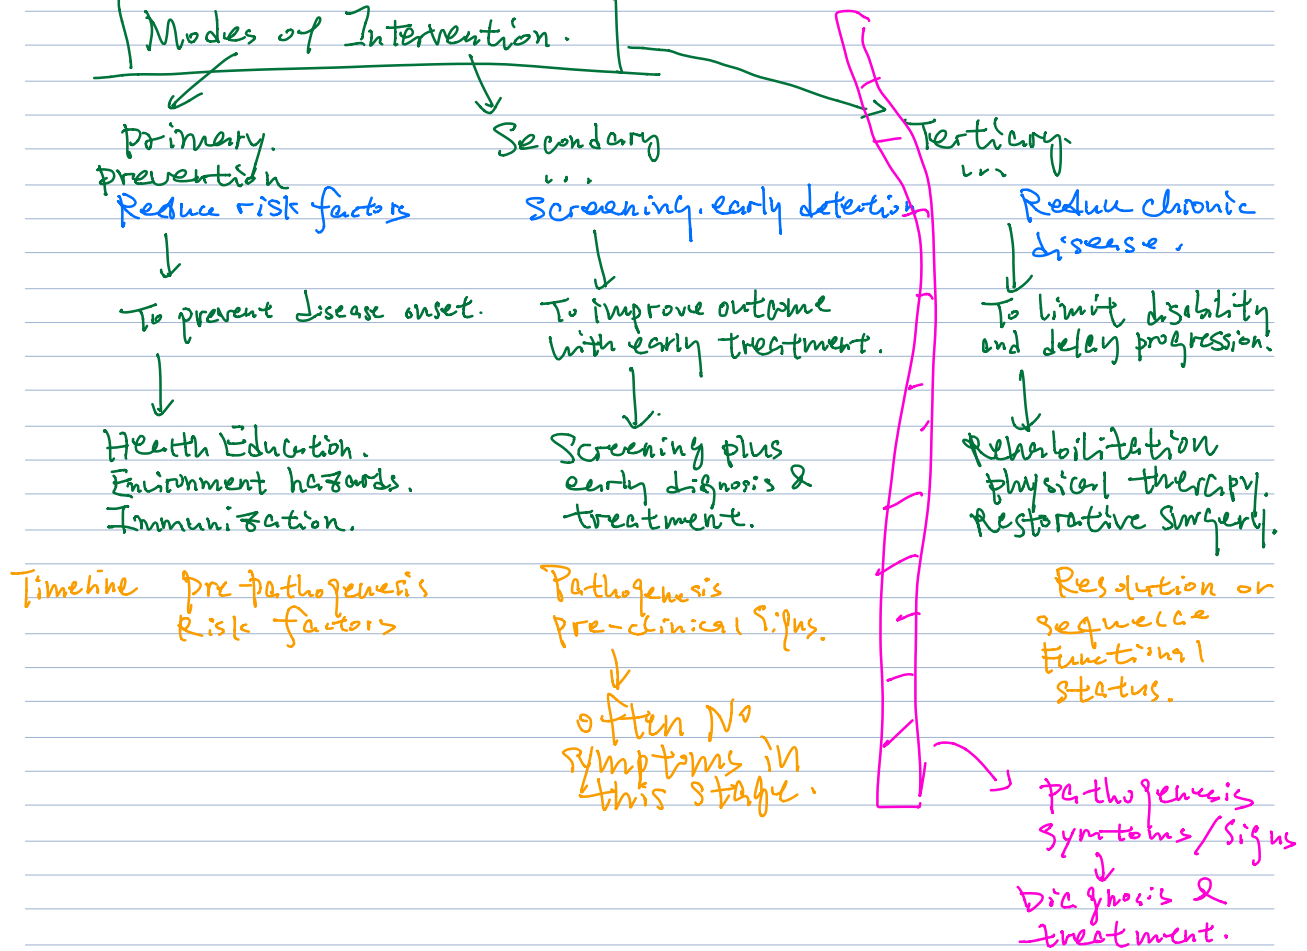 Modes of Intervention.
primary.
prevention
Reduce risk factors
To prevent disease onset.
Health Education.
Environment hazards.
Immunization.
Secondary
...
Screening. early detection
To improve outcome
with early treatment.
Screening plus
early diagnosis &
treatment.
Tertiary.
...
Reduce chronic
disease.
To limit disability
and delay progression.
Rehabilitation
physical therapy.
Restorative surgery.
Timeline
pre-pathogenesis
Risk factors
Pathogenesis
pre-clinical Signs.
often No
symptoms in
this stage.
Resolution or
sequelae
Functional
status.
pathogenesis
symtoms/Signs
Diagnosis &
treatment.